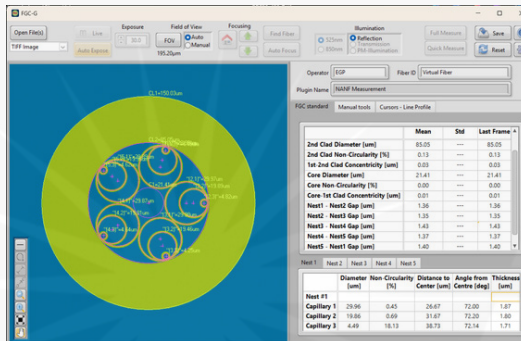 FGC-G
Open File(s)
TIFF Image
Live
Auto Expose
Exposure
30.0
Field of View
FOV
Auto
Manual
195.20µm
Focusing
Find Fiber
Auto Focus
Illumination
Reflection
Transmission
Full Measure
Quick Measure
Save
Reset
Operator
EGP
Fiber ID
Virtual Fiber
Plugin Name
NANF Measurement
FGC standard
Manual tools
Cursors - Line Profile
CL1=150.03um
Mean Std Last Frame
2nd Clad Diameter [um] 85.05 --- 85.05
2nd Clad Non-Circularity [%] 0.13 --- 0.13
1st-2nd Clad Concentricity [um] 0.03 --- 0.03
Core Diameter [um] 21.41 --- 21.41
Core Non-Circularity [%] 0.00 --- 0.00
Core-1st Clad Concentricity [um] 0.01 --- 0.01
Nest1 - Nest2 Gap [um] 1.36 --- 1.36
Nest2 - Nest3 Gap [um] 1.35 --- 1.35
Nest3 - Nest4 Gap [um] 1.43 --- 1.43
Nest4 - Nest5 Gap [um] 1.37 --- 1.37
Nest5 - Nest1 Gap [um] 1.40 --- 1.40
Nest 1 Nest 2 Nest 3 Nest 4 Nest 5
Diameter [um] Non-Circularity [%] Distance to Center [um] Angle from Centre [deg] Thickness [um]
Nest #1
Capillary 1 29.96 0.45 26.67 72.00 1.87
Capillary 2 19.86 0.69 31.67 72.20 1.80
Capillary 3 4.49 18.13 38.73 72.14 1.71